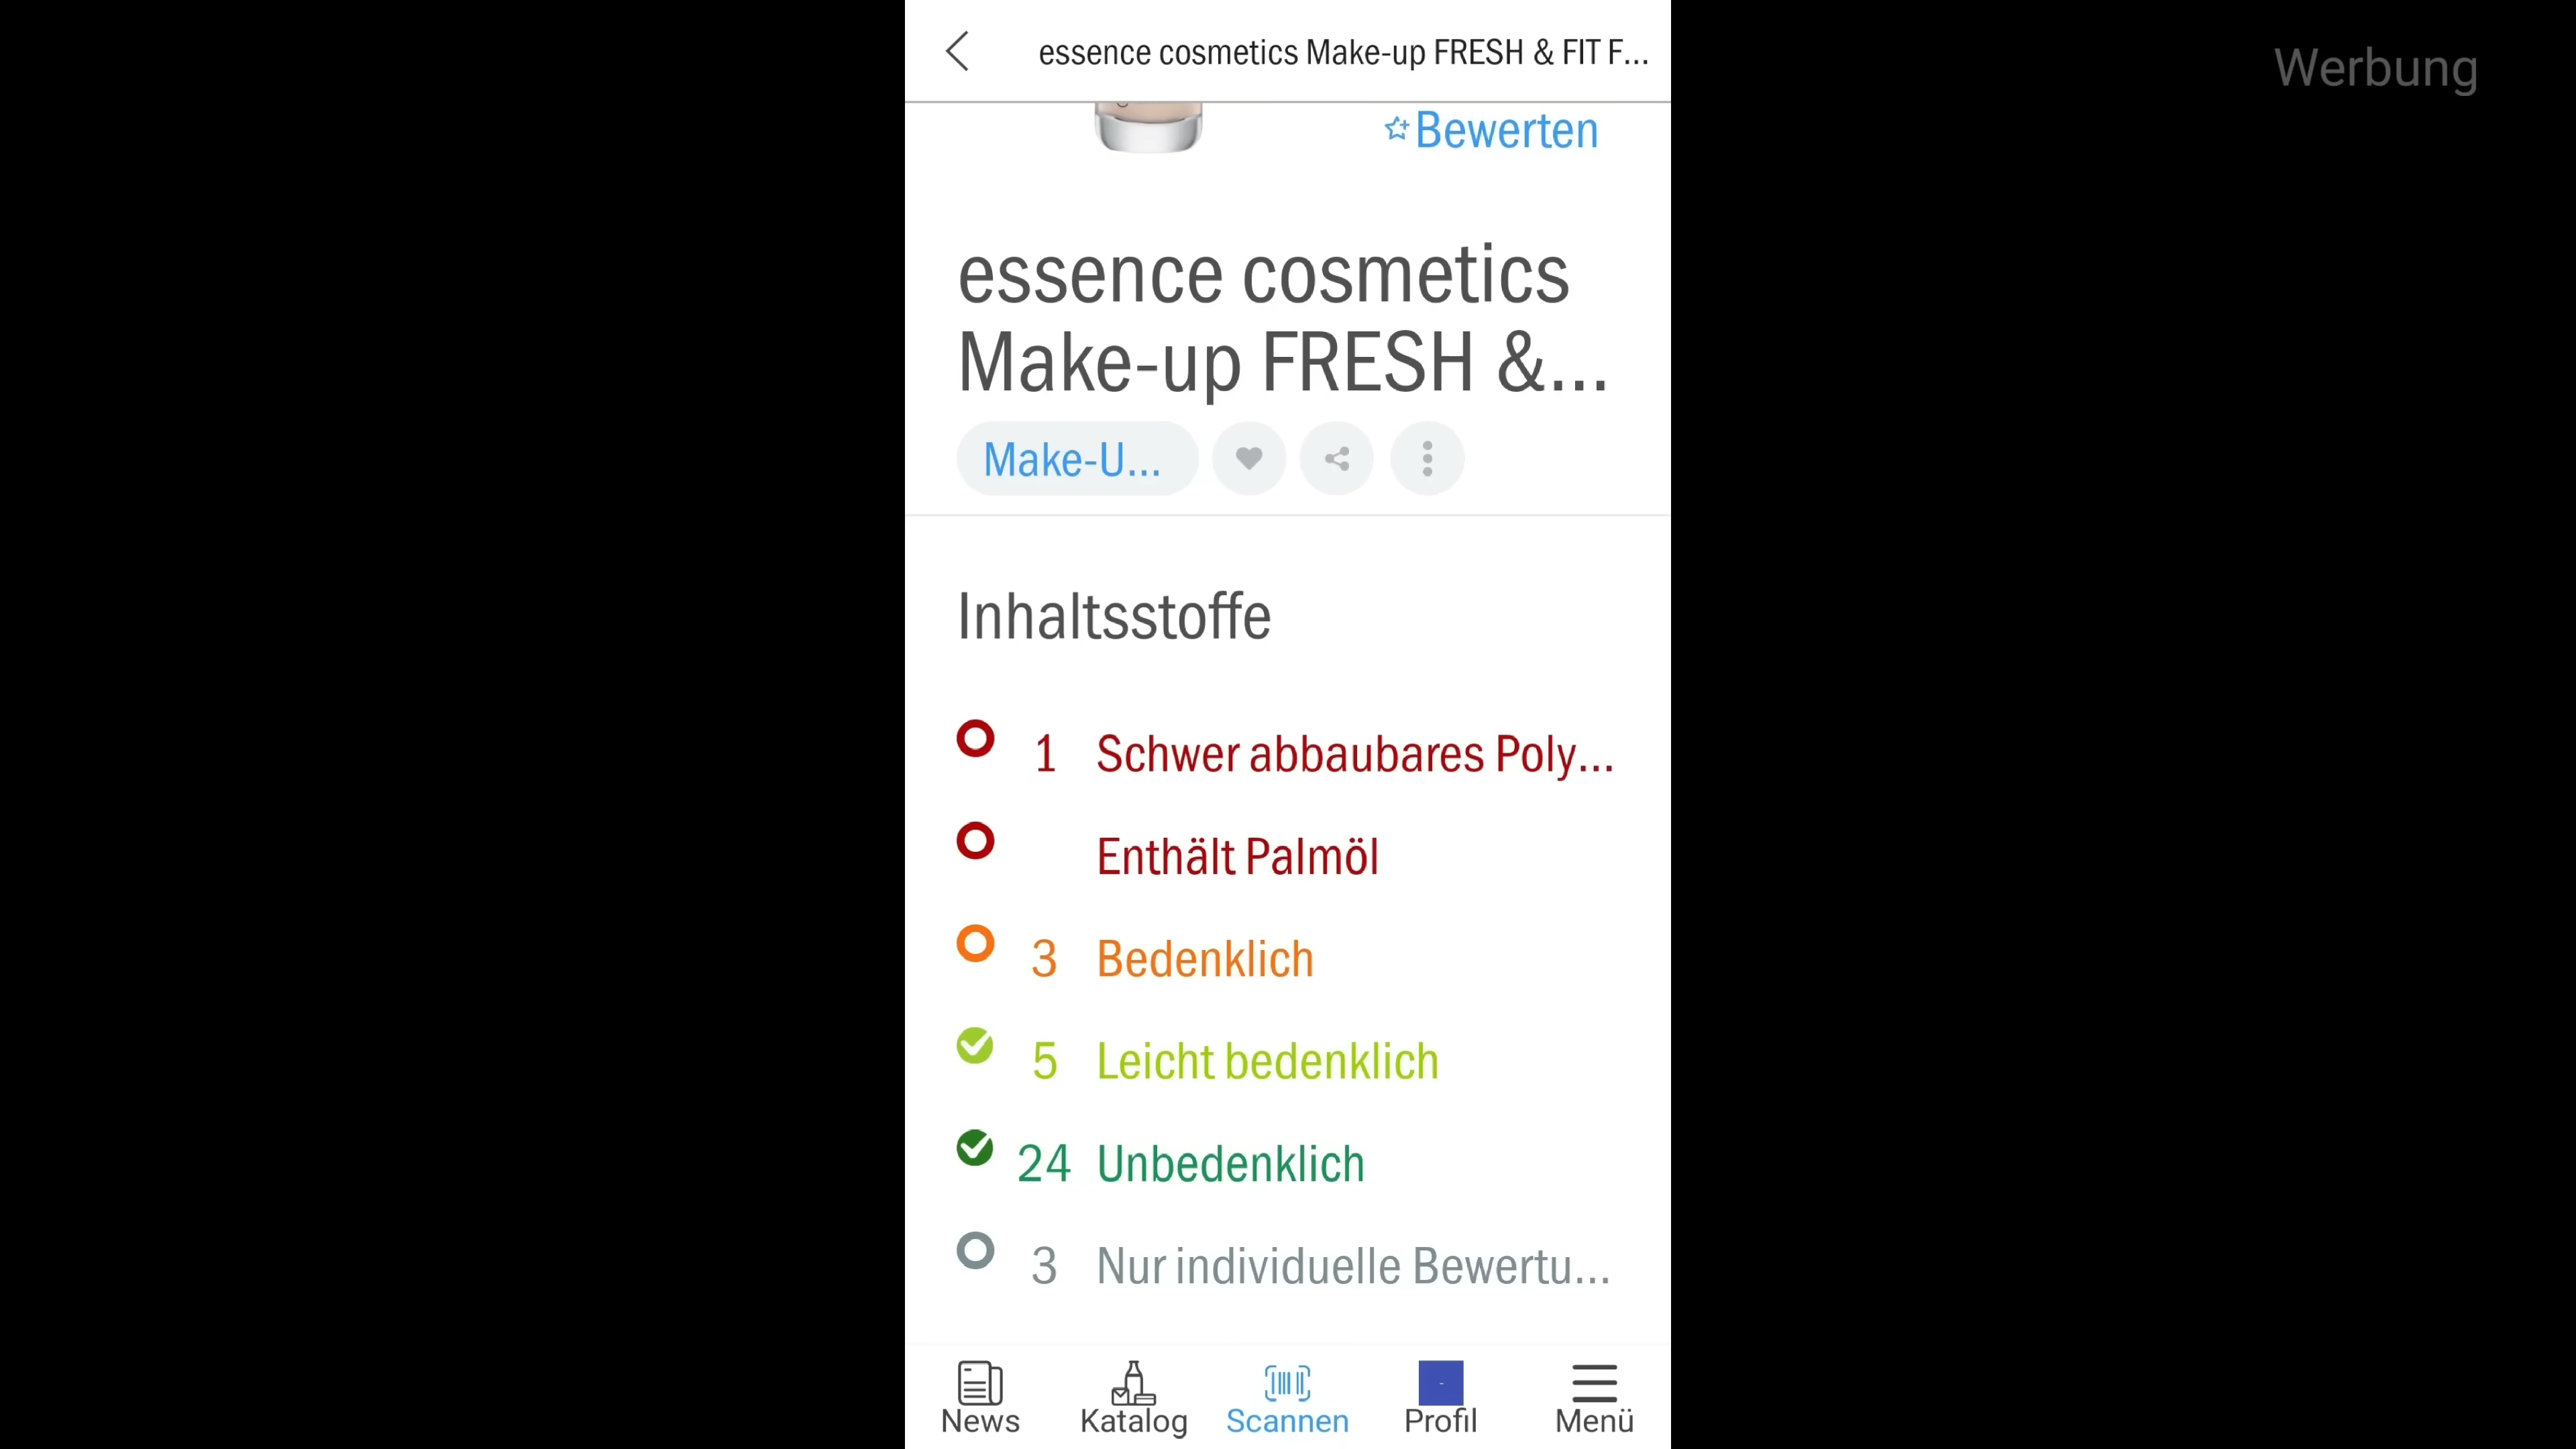 essence cosmetics Make-up FRESH & FIT F...
Werbung
Bewerten
essence cosmetics
Make-up FRESH &...
Make-U...
Inhaltsstoffe
1 Schwer abbaubares Poly...
Enthält Palmöl
3 Bedenklich
5 Leicht bedenklich
24 Unbedenklich
3 Nur individuelle Bewertu...
News Katalog Scannen Profil Menü